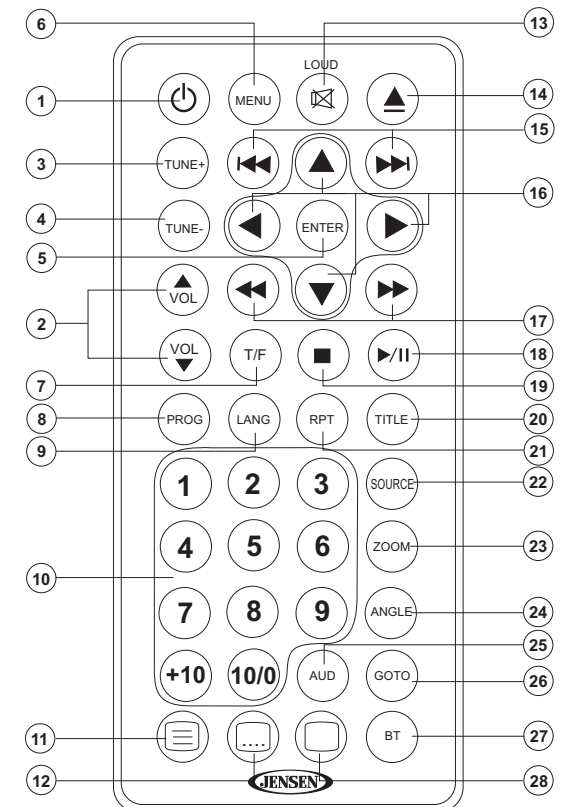 6
13
LOUD
1
MENU
14
15
3
TUNE+
16
4
TUNE-
ENTER
5
VOL
2
17
VOL
T/F
18
7
19
8
PROG
LANG
RPT
TITLE
20
9
21
1
2
3
SOURCE
22
4
5
6
ZOOM
23
10
7
8
9
ANGLE
24
25
+10
10/0
AUD
GOTO
26
11
BT
27
12
JENSEN
28